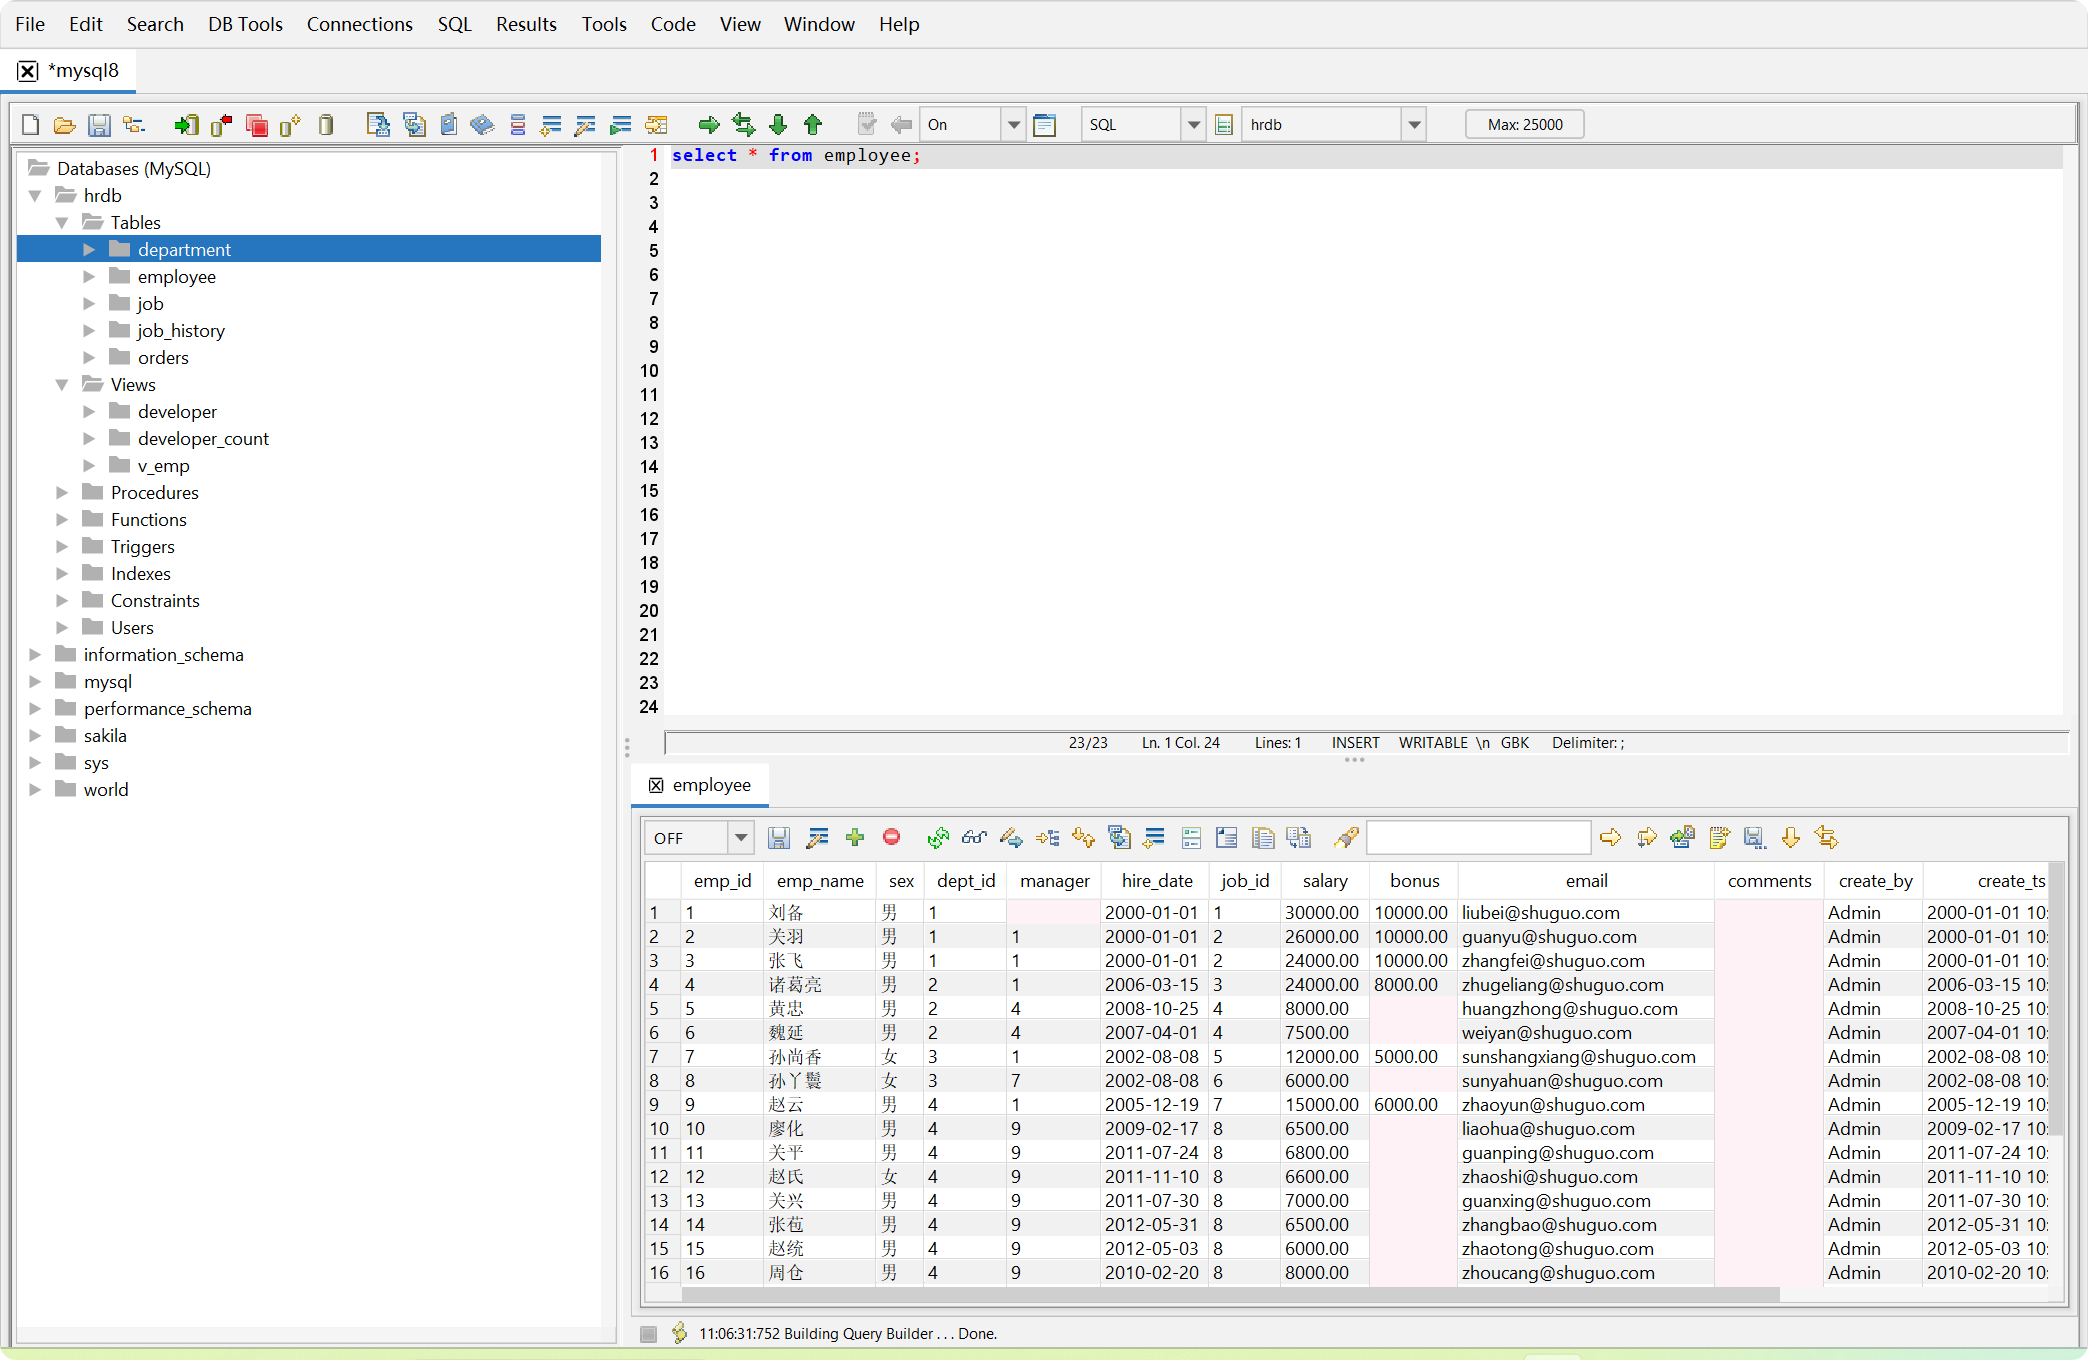 File Edit Search DB Tools Connections SQL Results Tools Code View Window Help
*mysql8
On SQL hrdb Max: 25000
Databases (MySQL)
hrdb
Tables
department
employee
job
job_history
orders
Views
developer
developer_count
v_emp
Procedures
Functions
Triggers
Indexes
Constraints
Users
information_schema
mysql
performance_schema
sakila
sys
world
1 select * from employee;
2
3
4
5
6
7
8
9
10
11
12
13
14
15
16
17
18
19
20
21
22
23
24
23/23 Ln. 1 Col. 24 Lines: 1 INSERT WRITABLE \n GBK Delimiter: ;
employee
OFF
emp_id emp_name sex dept_id manager hire_date job_id salary bonus email comments create_by create_ts
1 1 刘备 男 1 2000-01-01 1 30000.00 10000.00 liubei@shuguo.com Admin 2000-01-01 10:
2 2 关羽 男 1 1 2000-01-01 2 26000.00 10000.00 guanyu@shuguo.com Admin 2000-01-01 10:
3 3 张飞 男 1 1 2000-01-01 2 24000.00 10000.00 zhangfei@shuguo.com Admin 2000-01-01 10:
4 4 诸葛亮 男 2 1 2006-03-15 3 24000.00 8000.00 zhugeliang@shuguo.com Admin 2006-03-15 10:
5 5 黄忠 男 2 4 2008-10-25 4 8000.00 huangzhong@shuguo.com Admin 2008-10-25 10:
6 6 魏延 男 2 4 2007-04-01 4 7500.00 weiyan@shuguo.com Admin 2007-04-01 10:
7 7 孙尚香 女 3 1 2002-08-08 5 12000.00 5000.00 sunshangxiang@shuguo.com Admin 2002-08-08 10:
8 8 孙丫鬟 女 3 7 2002-08-08 6 6000.00 sunyahuan@shuguo.com Admin 2002-08-08 10:
9 9 赵云 男 4 1 2005-12-19 7 15000.00 6000.00 zhaoyun@shuguo.com Admin 2005-12-19 10:
10 10 廖化 男 4 9 2009-02-17 8 6500.00 liaohua@shuguo.com Admin 2009-02-17 10:
11 11 关平 男 4 9 2011-07-24 8 6800.00 guanping@shuguo.com Admin 2011-07-24 10:
12 12 赵氏 女 4 9 2011-11-10 8 6600.00 zhaoshi@shuguo.com Admin 2011-11-10 10:
13 13 关兴 男 4 9 2011-07-30 8 7000.00 guanxing@shuguo.com Admin 2011-07-30 10:
14 14 张苞 男 4 9 2012-05-31 8 6500.00 zhangbao@shuguo.com Admin 2012-05-31 10:
15 15 赵统 男 4 9 2012-05-03 8 6000.00 zhaotong@shuguo.com Admin 2012-05-03 10:
16 16 周仓 男 4 9 2010-02-20 8 8000.00 zhoucang@shuguo.com Admin 2010-02-20 10:
11:06:31:752 Building Query Builder . . . Done.